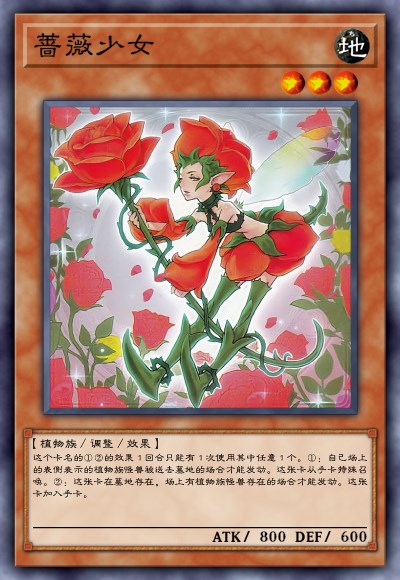 蔷薇少女
地
【植物族／调整／效果】
这个卡名的①②的效果1回合只能有1次使用其中任意1个。①：自己场上
的表侧表示的植物族怪兽被送去墓地的场合才能发动。这张卡从手卡特殊召
唤。②：这张卡在墓地存在，场上有植物族怪兽存在的场合才能发动。这张
卡加入手卡。
ATK/ 800 DEF/ 600